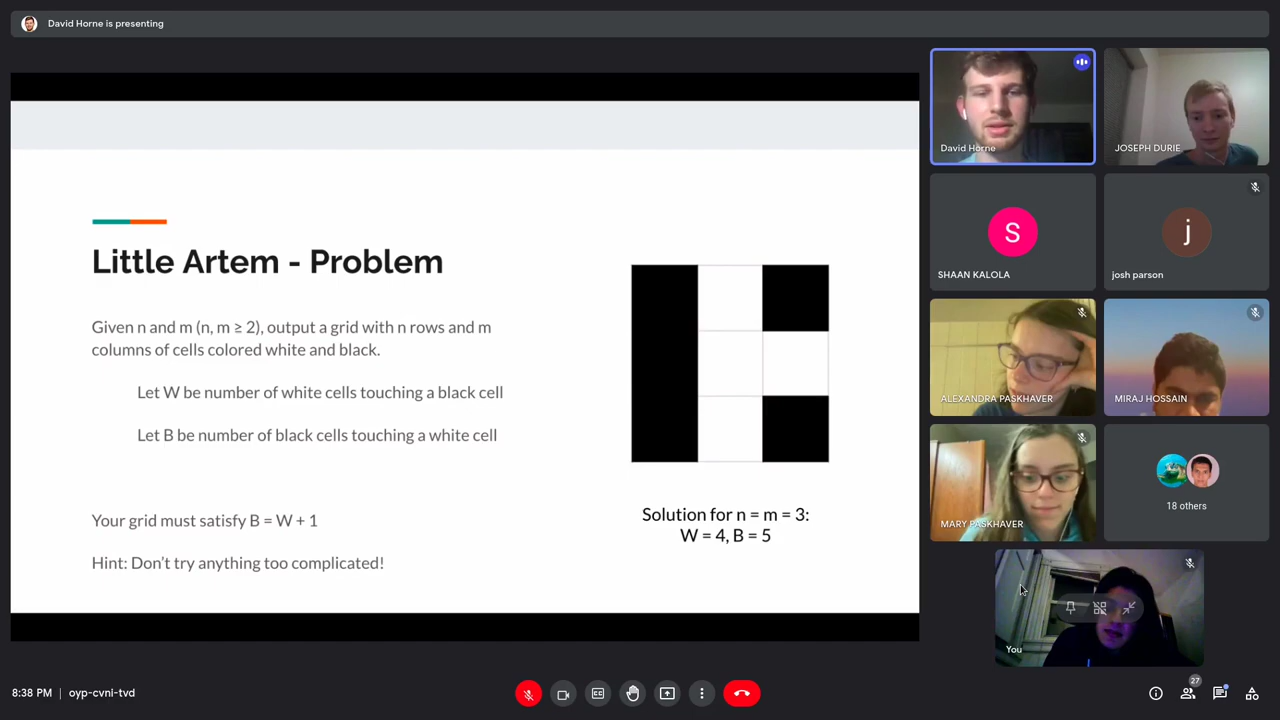 David Horne is presenting
Little Artem - Problem
Given n and m (n, m ≥ 2), output a grid with n rows and m
columns of cells colored white and black.
Let W be number of white cells touching a black cell
Let B be number of black cells touching a white cell
Your grid must satisfy B = W + 1
Hint: Don't try anything too complicated!
Solution for n = m = 3:
W = 4, B = 5
David Horne
JOSEPH DURIE
S
SHAAN KALOLA
j
josh parson
ALEXANDRA PASKHAVER
MIRAJ HOSSAIN
MARY PASKHAVER
18 others
You
8:38 PM | oyp-cvni-tvd
CC
27